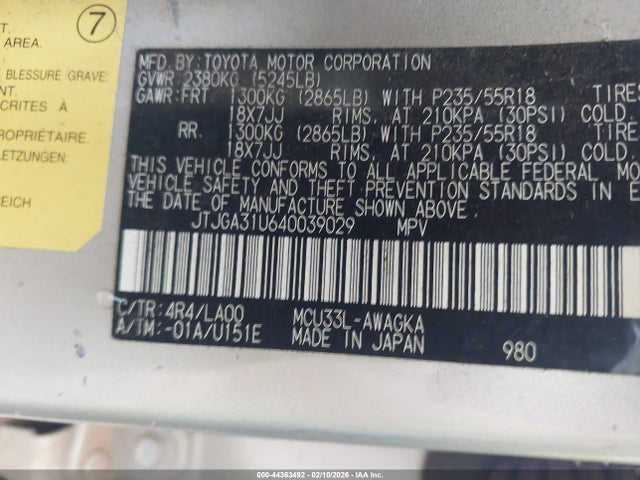 7
T.
AREA.
BLESSURE GRAVE:
NT.
CRITES À
PROPRIÉTAIRE.
LETZUNGEN:
REICH
MFD. BY: TOYOTA MOTOR CORPORATION
GVWR 2380KG (5245LB)
GAWR: FRT 1300KG (2865LB) WITH P235/55R18 TIRES
18X7JJ RIMS, AT 210KPA (30PSI) COLD.
RR. 1300KG (2865LB) WITH P235/55R18 TIRE
18X7JJ RIMS, AT 210KPA (30PSI) COLD.
THIS VEHICLE CONFORMS TO ALL APPLICABLE FEDERAL MO
VEHICLE SAFETY AND THEFT PREVENTION STANDARDS IN E
THE DATE OF MANUFACTURE SHOWN ABOVE.
JTJGA31U640039029 MPV
C/TR: 4R4/LA00 MCU33L-AWAGKA
A/TM: -01A/U151E MADE IN JAPAN 980
000-44363492 - 02/10/2026 - IAA Inc.